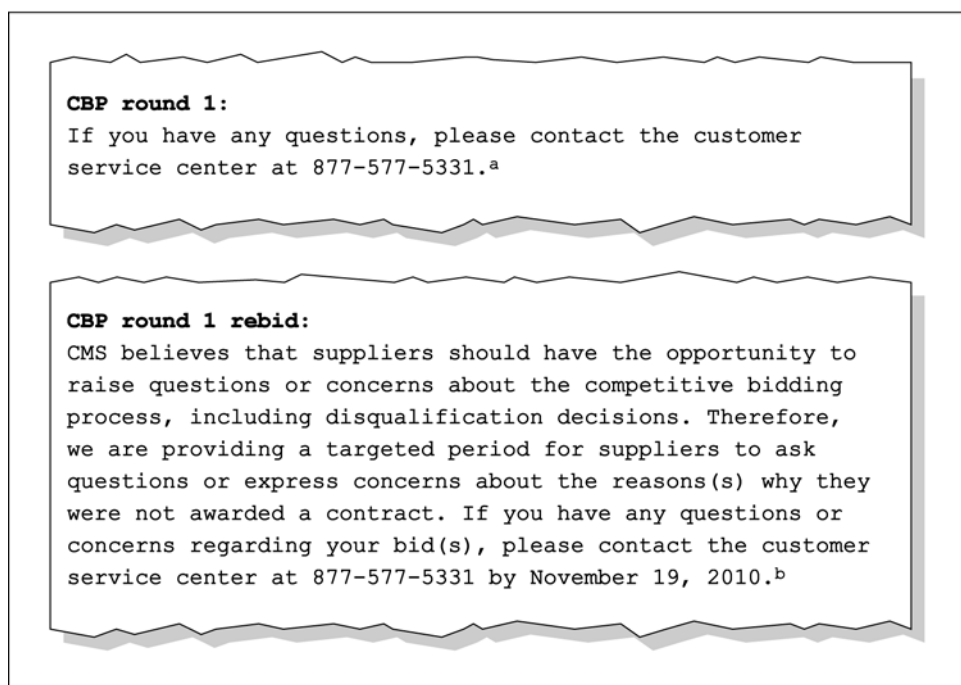 CBP round 1:
If you have any questions, please contact the customer
service center at 877-577-5331.a
CBP round 1 rebid:
CMS believes that suppliers should have the opportunity to
raise questions or concerns about the competitive bidding
process, including disqualification decisions. Therefore,
we are providing a targeted period for suppliers to ask
questions or express concerns about the reasons(s) why they
were not awarded a contract. If you have any questions or
concerns regarding your bid(s), please contact the customer
service center at 877-577-5331 by November 19, 2010.b